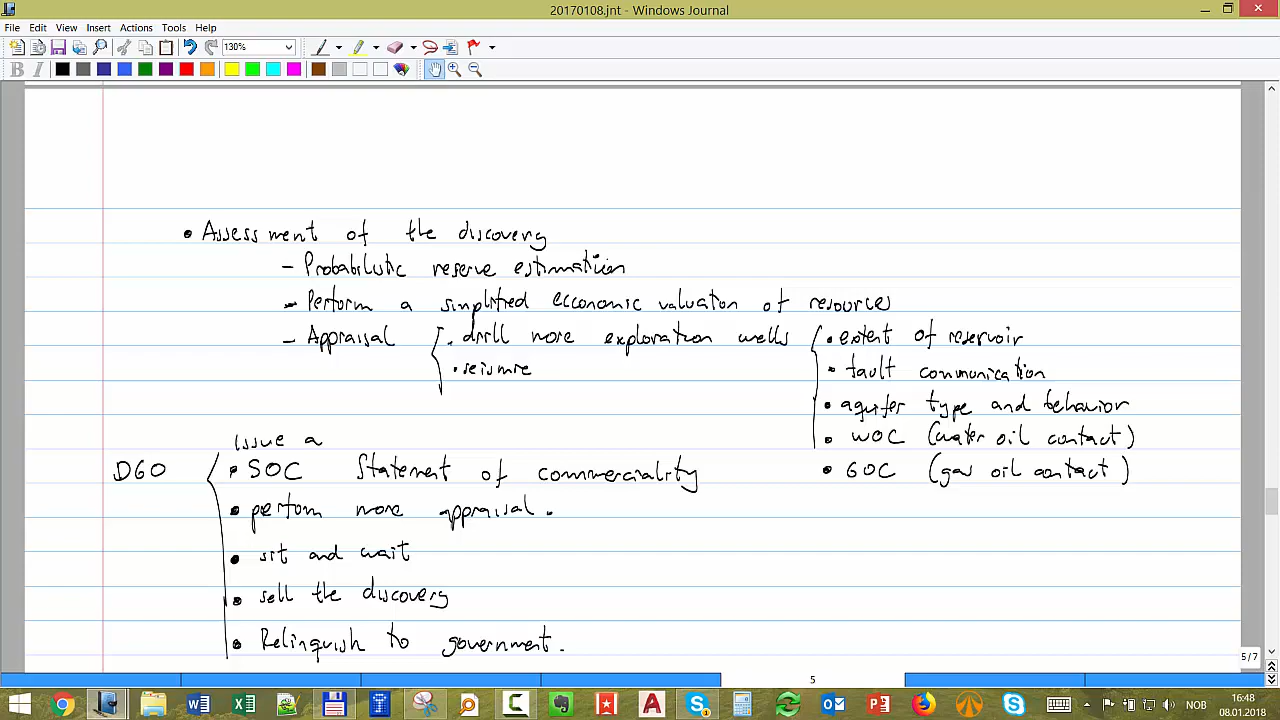 20170108.jnt - Windows Journal
File Edit View Insert Actions Tools Help
130%
B I
• Assessment of the discovery
- Probabilistic reserve estimation
- Perform a simplified economic valuation of resources
- Appraisal { • drill more exploration wells { • extent of reservoir
• seismic • fault communication
• aquifer type and behavior
Issue a • WOC (water oil contact)
DGO { • SOC Statement of commerciality • GOC (gas oil contact)
• perform more appraisal.
• sit and wait
• sell the discovery
• Relinquish to government.
5/7
5
16:48
NOB
08.01.2018